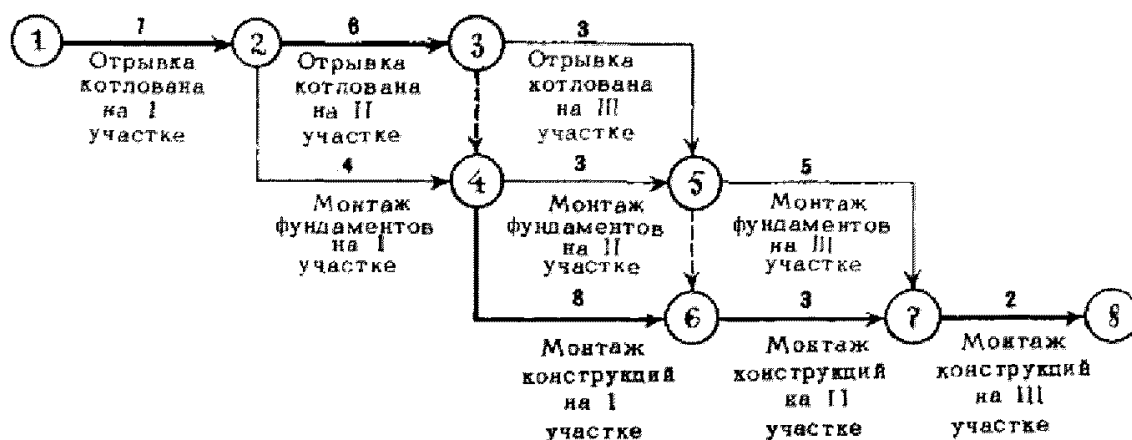 7
6
3
1
2
3
Отрывка
котлована
на I
участке
Отрывка
котлована
на II
участке
Отрывка
котлована
на III
участке
4
3
5
4
5
Монтаж
фундаментов
на I
участке
Монтаж
фундаментов
на II
участке
Монтаж
фундаментов
на III
участке
8
3
2
6
7
8
Монтаж
конструкций
на I
участке
Монтаж
конструкций
на II
участке
Монтаж
конструкций
на III
участке